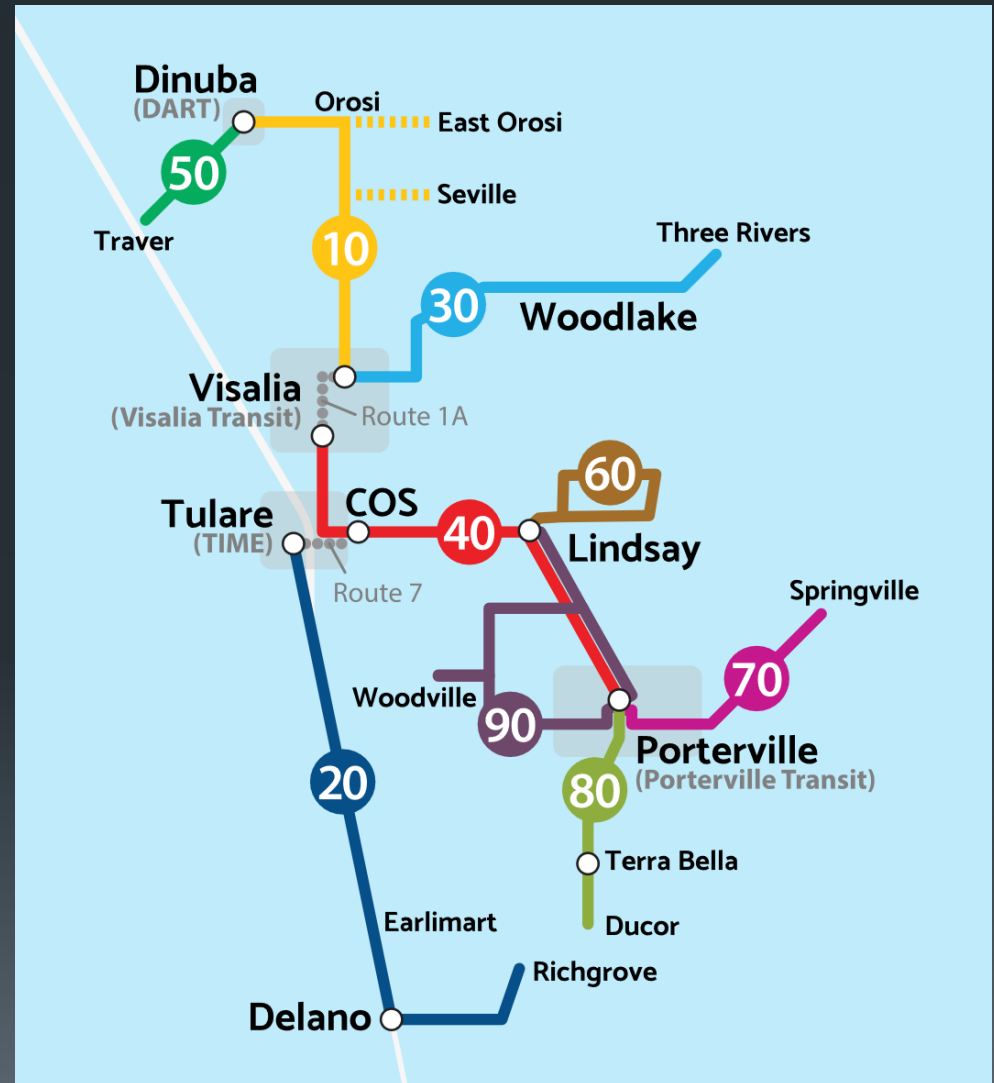 Dinuba
(DART)
Orosi
East Orosi
50
Seville
Traver
10
Three Rivers
30
Woodlake
Visalia
(Visalia Transit)
Route 1A
60
Tulare
(TIME)
COS
40
Lindsay
Route 7
Springville
Woodville
70
90
Porterville
(Porterville Transit)
20
80
Terra Bella
Earlimart
Ducor
Richgrove
Delano